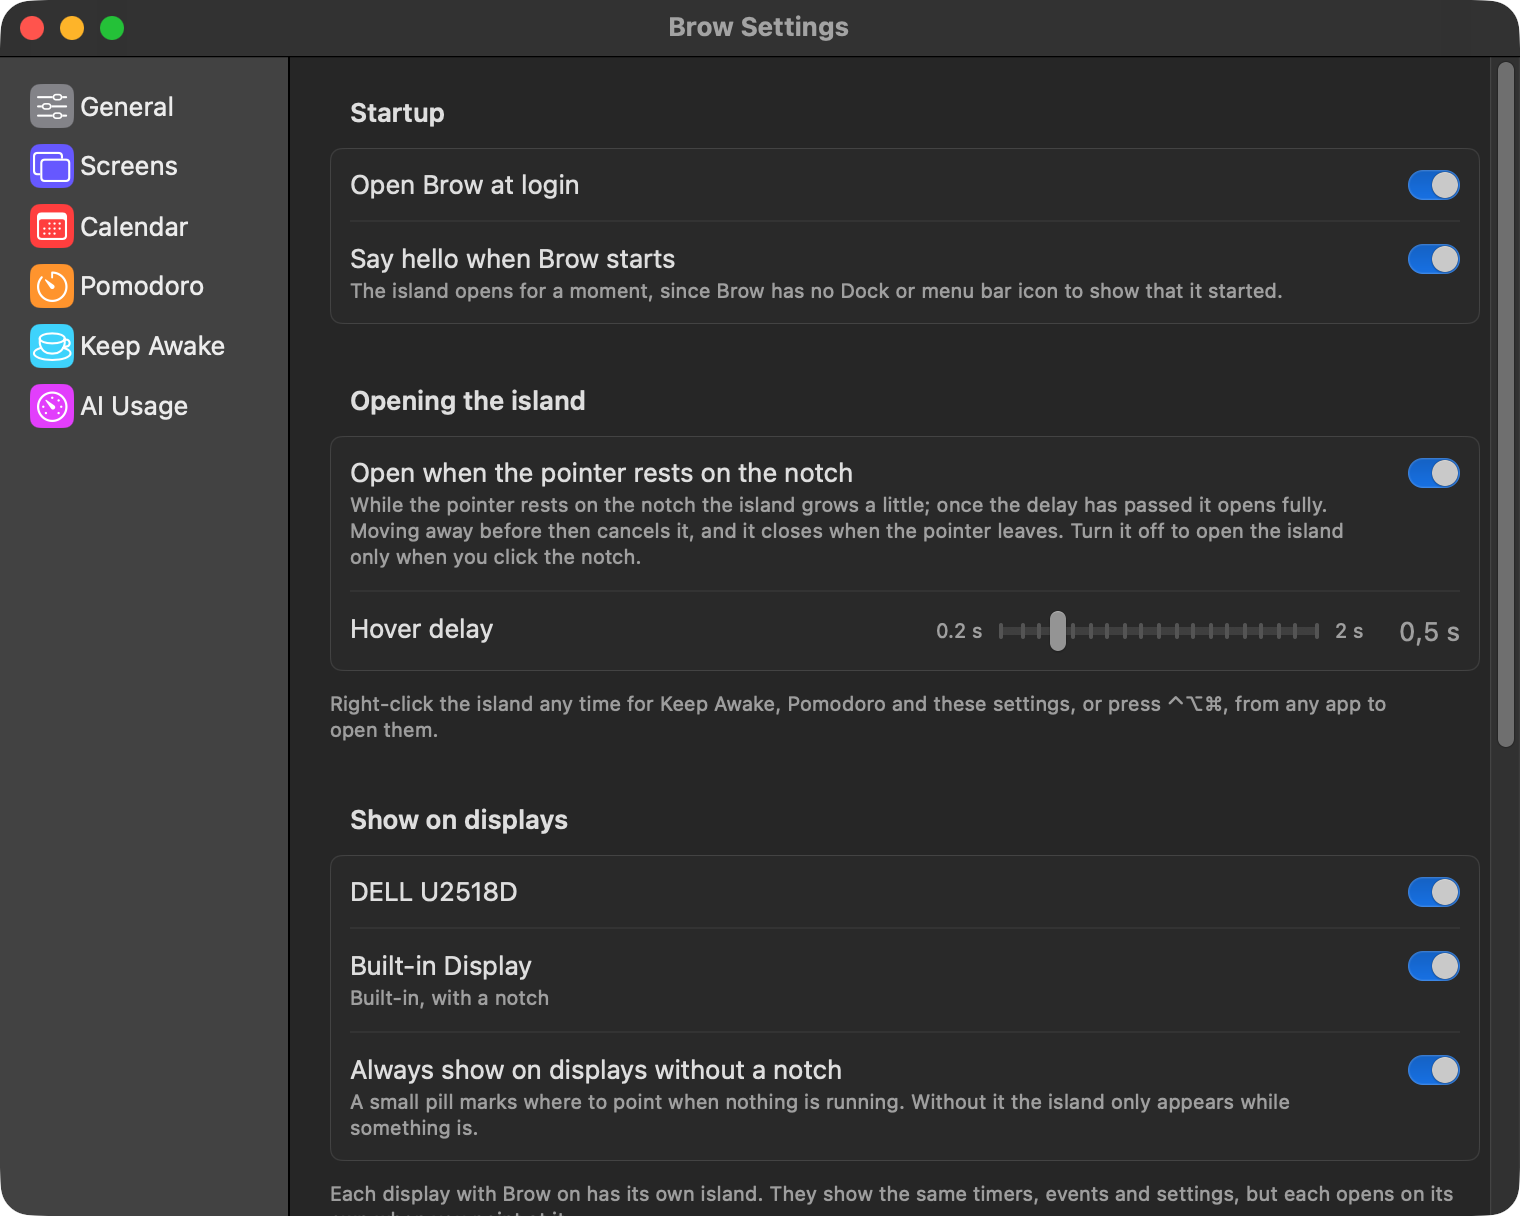 Brow Settings
General
Screens
Calendar
Pomodoro
Keep Awake
AI Usage
Startup
Open Brow at login
Say hello when Brow starts
The island opens for a moment, since Brow has no Dock or menu bar icon to show that it started.
Opening the island
Open when the pointer rests on the notch
While the pointer rests on the notch the island grows a little; once the delay has passed it opens fully.
Moving away before then cancels it, and it closes when the pointer leaves. Turn it off to open the island
only when you click the notch.
Hover delay
0.2 s
2 s
0,5 s
Right-click the island any time for Keep Awake, Pomodoro and these settings, or press ⌃⌥⌘, from any app to
open them.
Show on displays
DELL U2518D
Built-in Display
Built-in, with a notch
Always show on displays without a notch
A small pill marks where to point when nothing is running. Without it the island only appears while
something is.
Each display with Brow on has its own island. They show the same timers, events and settings, but each opens on its